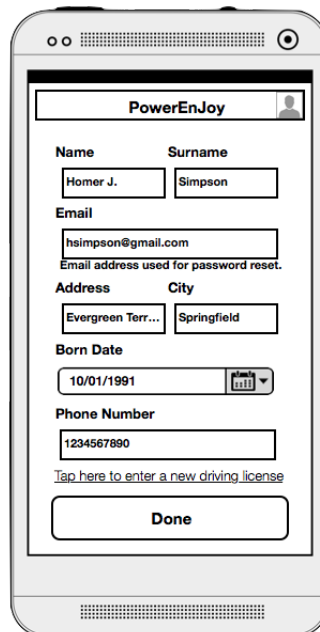 PowerEnJoy
Name Surname
Homer J. Simpson
Email
hsimpson@gmail.com
Email address used for password reset.
Address City
Evergreen Terr... Springfield
Born Date
10/01/1991
Phone Number
1234567890
Tap here to enter a new driving license
Done